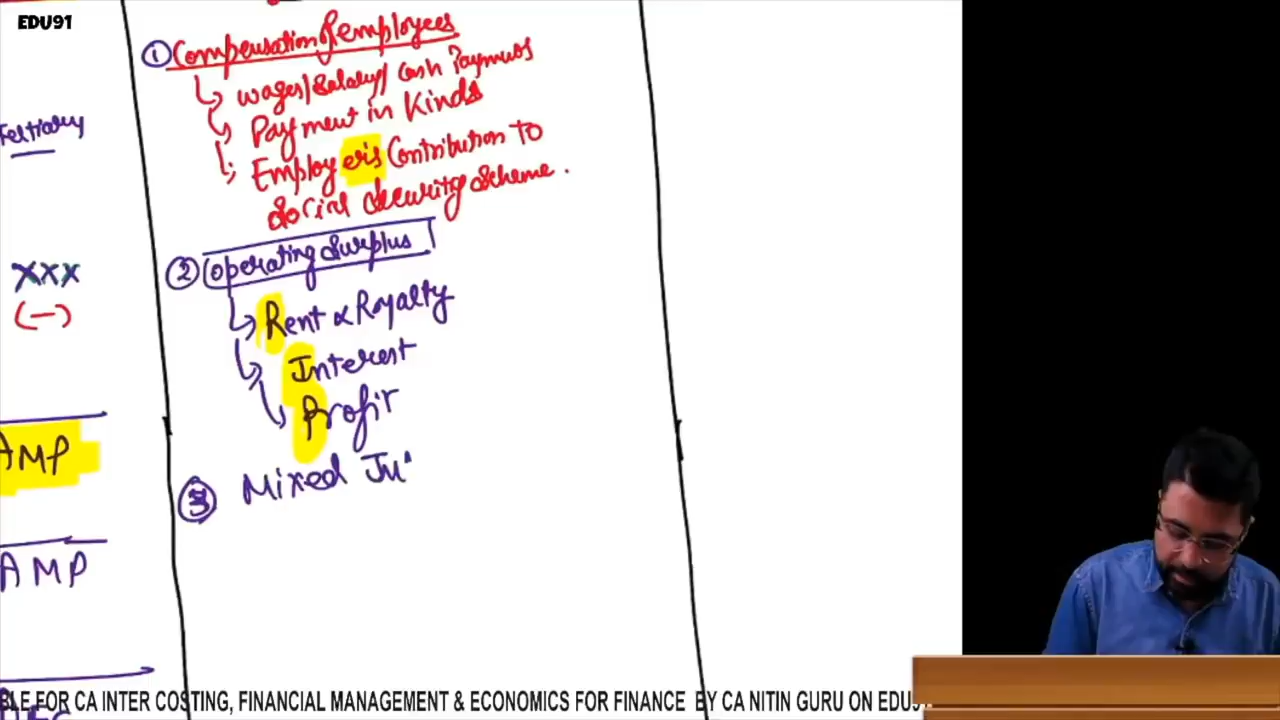 EDU91
Tertiary
XXX
(-)
AMP
AMP
① Compensation of employees
wages/Salary/ Cash Payments
Payment in Kinds
Employer's Contribution to
Social Security Scheme.
② Operating Surplus
Rent & Royalty
Interest
Profit
③ Mixed In
BLE FOR CA INTER COSTING, FINANCIAL MANAGEMENT & ECONOMICS FOR FINANCE BY CA NITIN GURU ON EDU